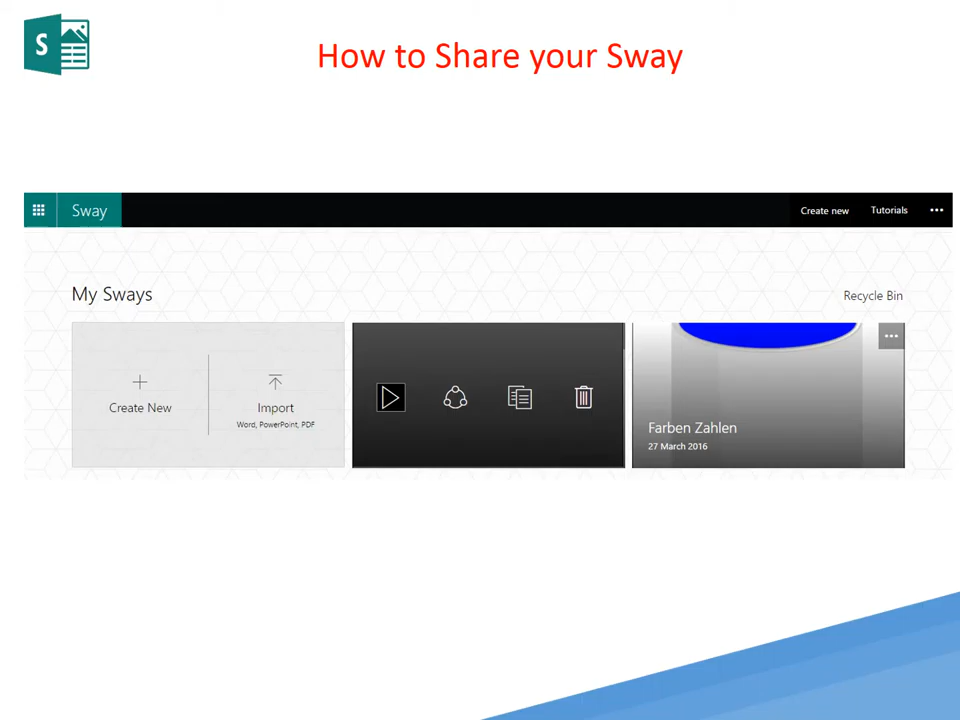 S
How to Share your Sway
Sway
Create new
Tutorials
My Sways
Recycle Bin
Create New
Import
Word, PowerPoint, PDF
Farben Zahlen
27 March 2016